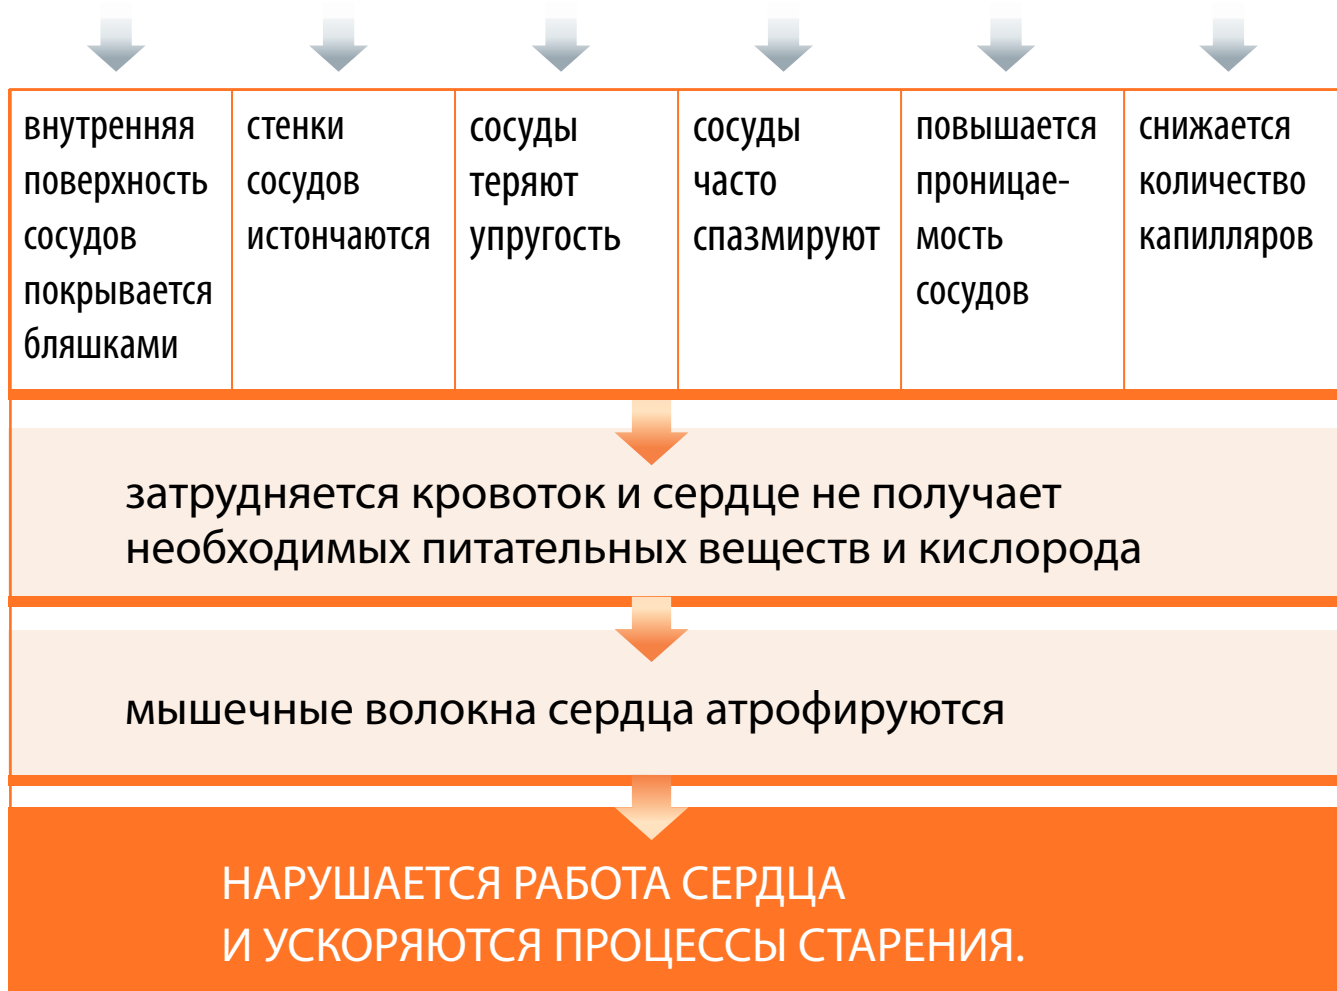 внутренняя
поверхность
сосудов
покрывается
бляшками
стенки
сосудов
истончаются
сосуды
теряют
упругость
сосуды
часто
спазмируют
повышается
проницае-
мость
сосудов
снижается
количество
капилляров
затрудняется кровоток и сердце не получает
необходимых питательных веществ и кислорода
мышечные волокна сердца атрофируются
НАРУШАЕТСЯ РАБОТА СЕРДЦА
И УСКОРЯЮТСЯ ПРОЦЕССЫ СТАРЕНИЯ.